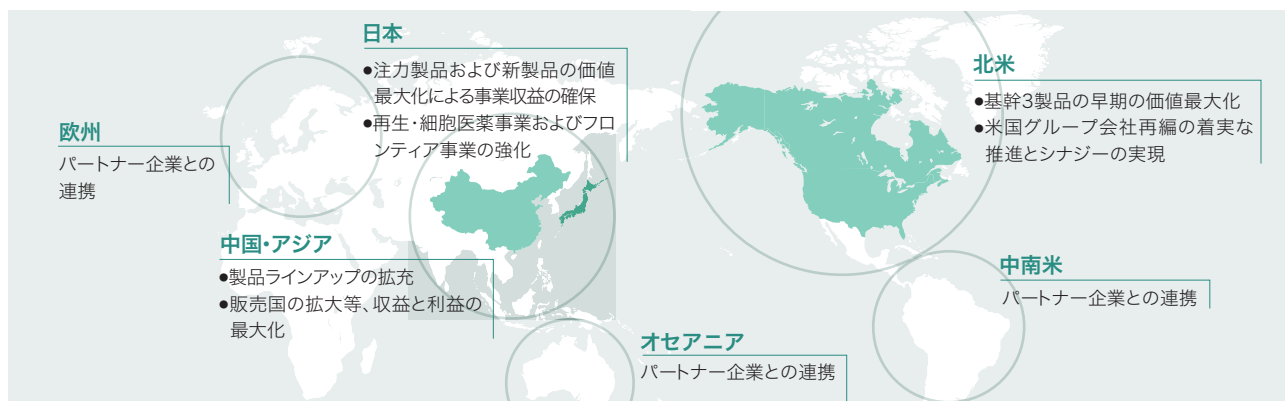 日本
●注力製品および新製品の価値
最大化による事業収益の確保
●再生・細胞医薬事業およびフロ
ンティア事業の強化
北米
●基幹3製品の早期の価値最大化
●米国グループ会社再編の着実な
推進とシナジーの実現
欧州
パートナー企業との
連携
中国・アジア
●製品ラインアップの拡充
●販売国の拡大等、収益と利益の
最大化
中南米
パートナー企業との連携
オセアニア
パートナー企業との連携